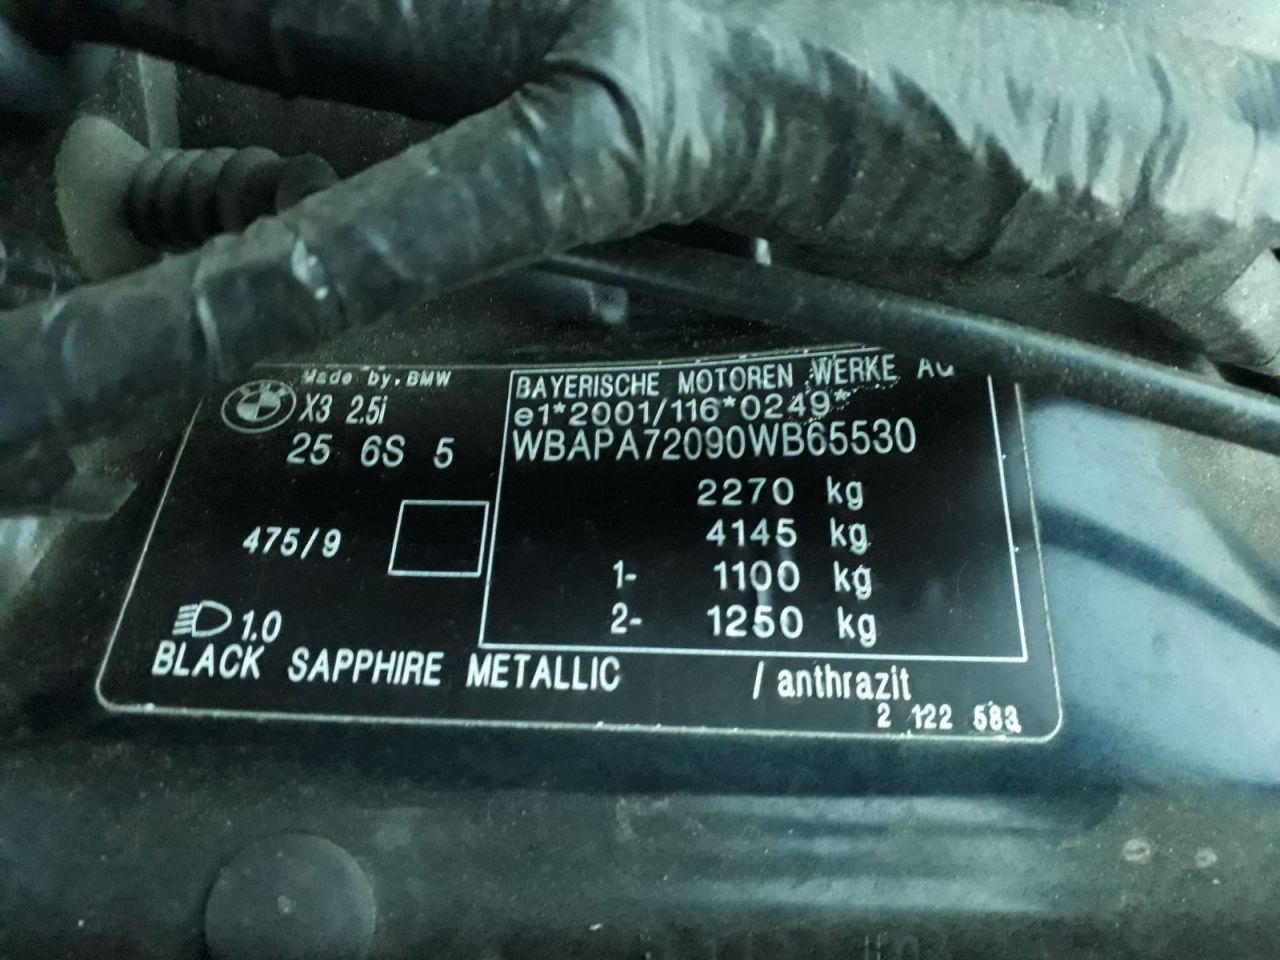 Made by. BMW
X3 2.5i
25 6S 5
475/9
1.0
BAYERISCHE MOTOREN WERKE AG
e1*2001/116*0249*
WBAPA72090WB65530
2270 kg
4145 kg
1- 1100 kg
2- 1250 kg
BLACK SAPPHIRE METALLIC / anthrazit
2 122 583